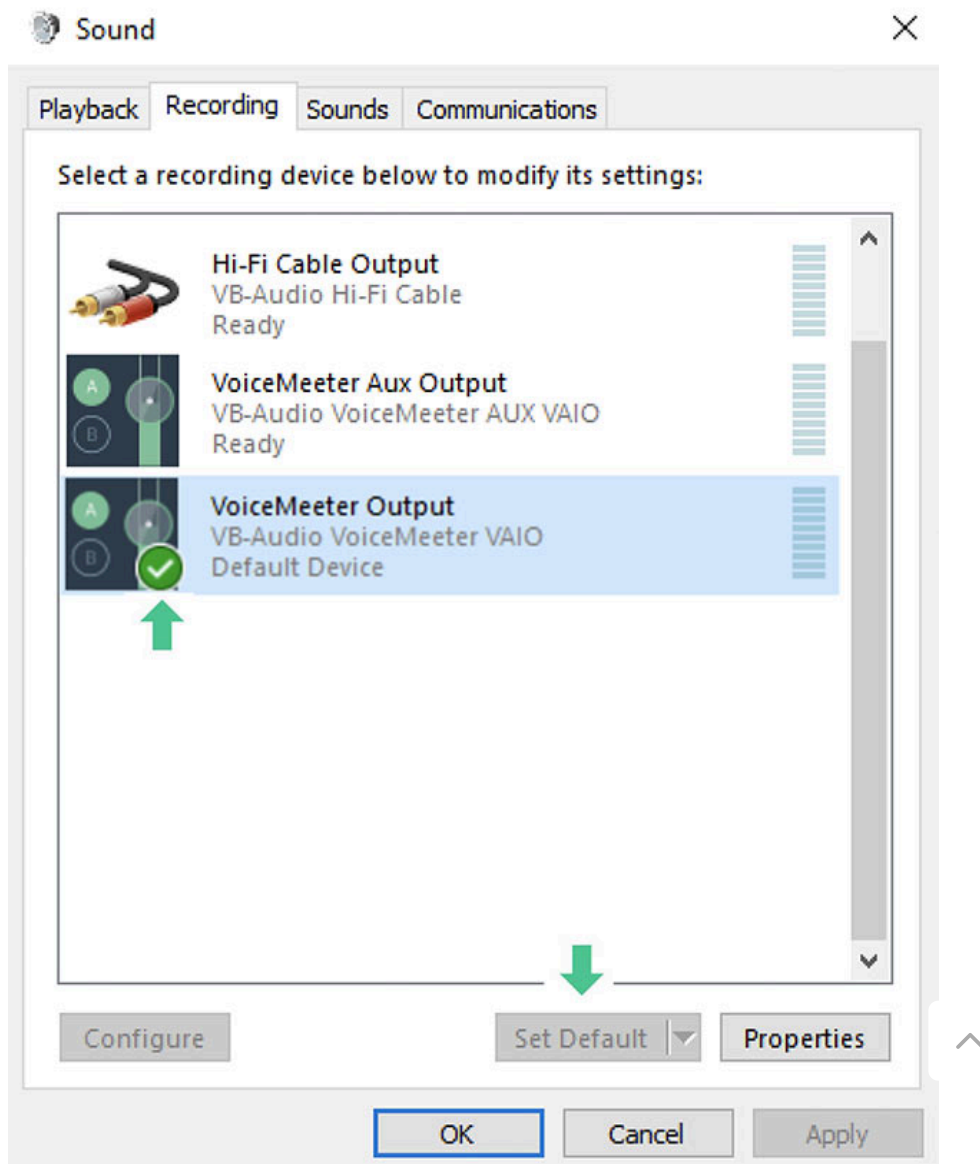 Sound
Playback Recording Sounds Communications
Select a recording device below to modify its settings:
Hi-Fi Cable Output
VB-Audio Hi-Fi Cable
Ready
A
B
VoiceMeeter Aux Output
VB-Audio VoiceMeeter AUX VAIO
Ready
A
B
VoiceMeeter Output
VB-Audio VoiceMeeter VAIO
Default Device
Configure Set Default Properties
OK Cancel Apply